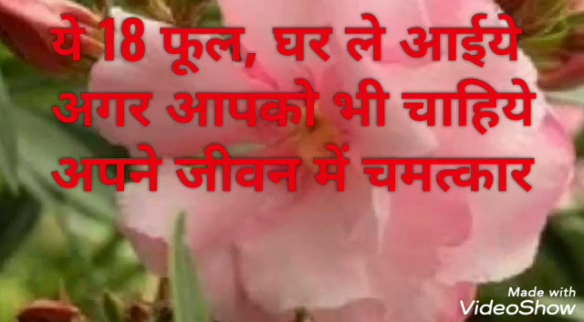 ये 18 फूल, घर ले आईये
अगर आपको भी चाहिये
अपने जीवन में चमत्कार
Made with
VideoShow